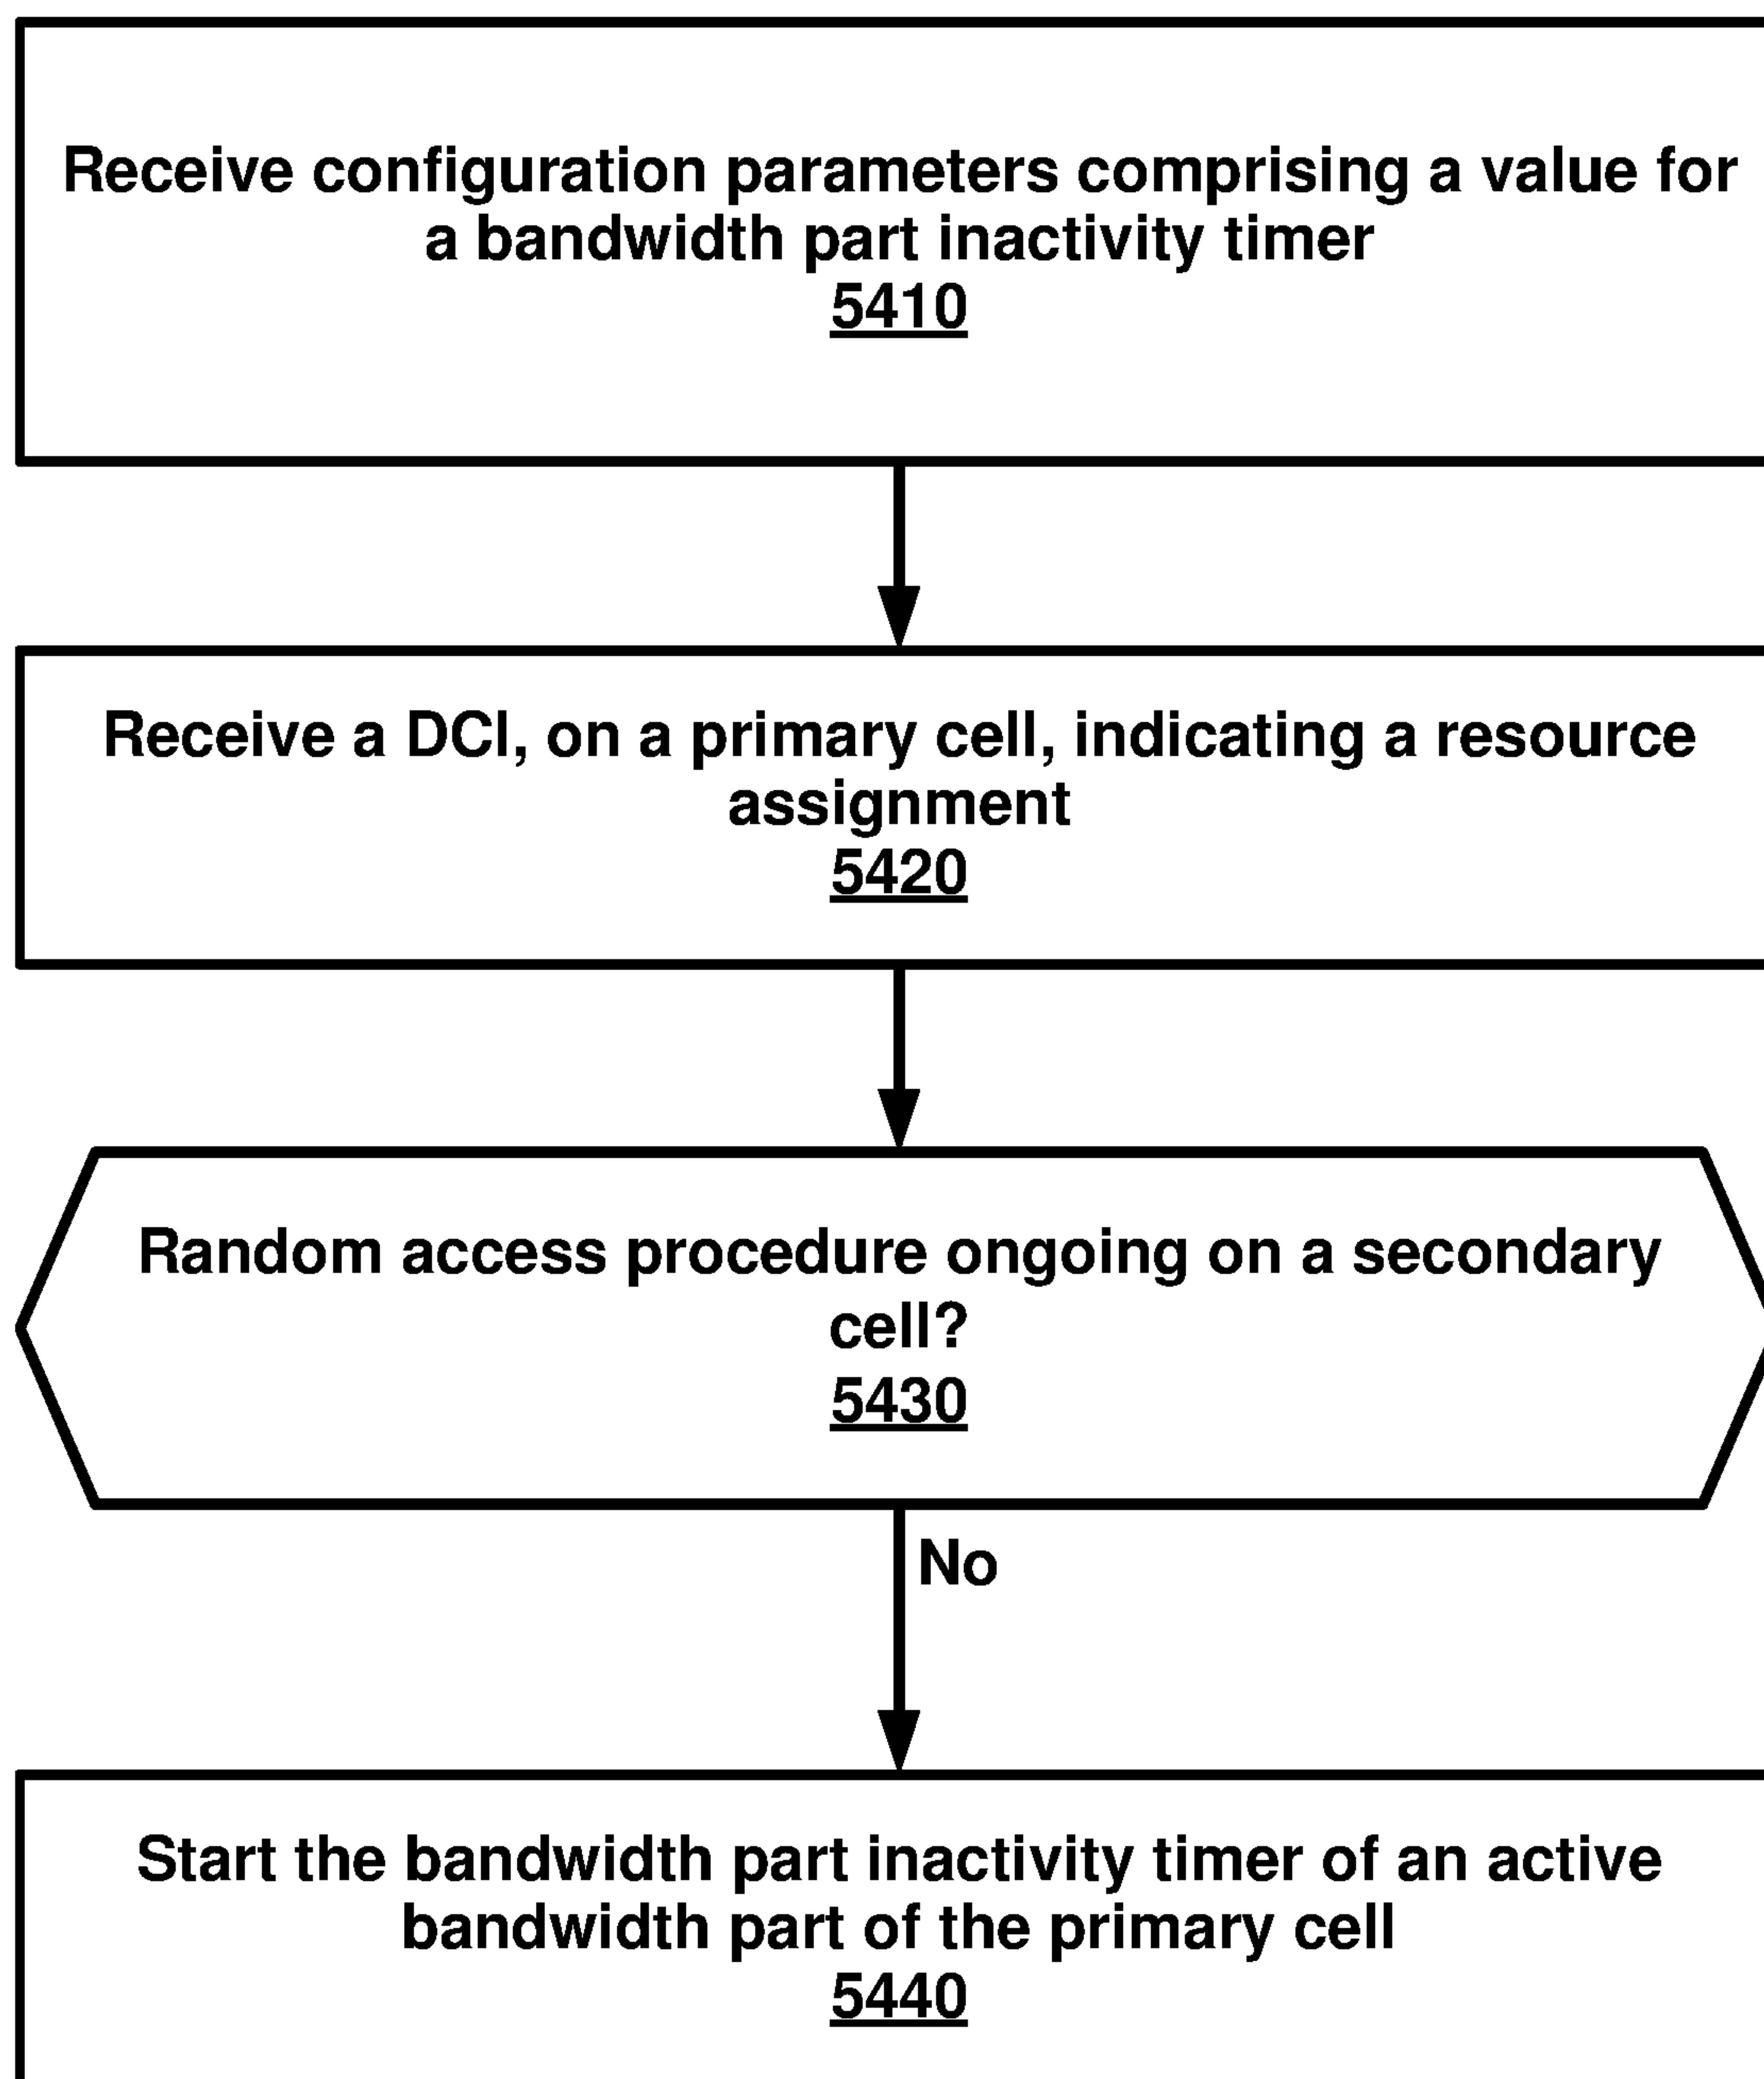 Receive configuration parameters comprising a value for
a bandwidth part inactivity timer
5410
Receive a DCI, on a primary cell, indicating a resource
assignment
5420
Random access procedure ongoing on a secondary
cell?
5430
No
Start the bandwidth part inactivity timer of an active
bandwidth part of the primary cell
5440